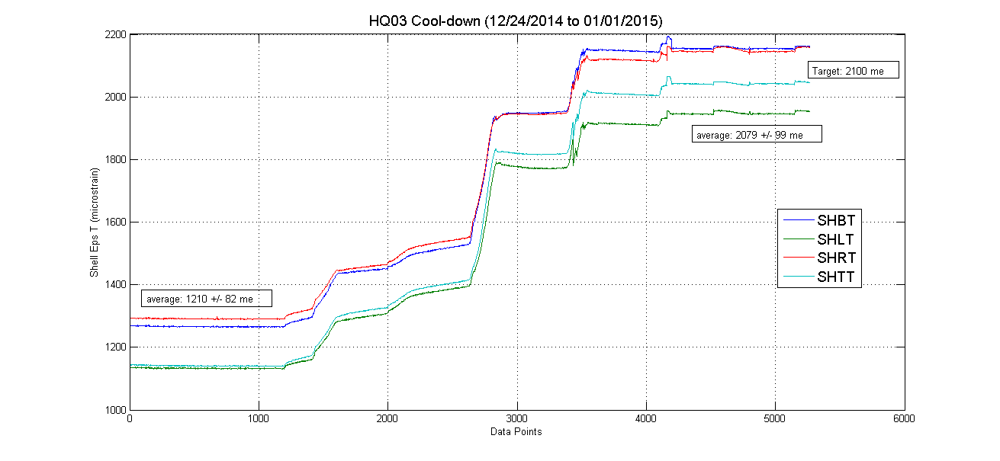 HQ03 Cool-down (12/24/2014 to 01/01/2015)
2200
2000
1800
1600
1400
1200
1000
Shell Eps T (microstrain)
Target: 2100 me
average: 2079 +/- 99 me
average: 1210 +/- 82 me
SHBT
SHLT
SHRT
SHTT
0 1000 2000 3000 4000 5000 6000
Data Points